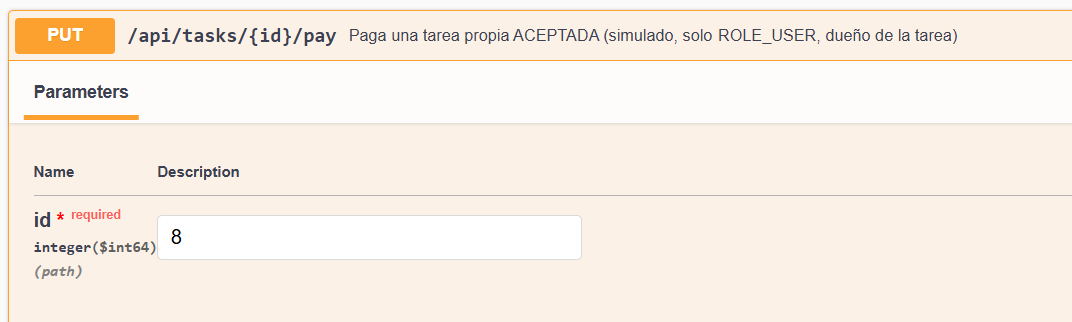 PUT /api/tasks/{id}/pay Paga una tarea propia ACEPTADA (simulado, solo ROLE_USER, dueño de la tarea)
Parameters
Name Description
id * required
integer($int64) 8
(path)